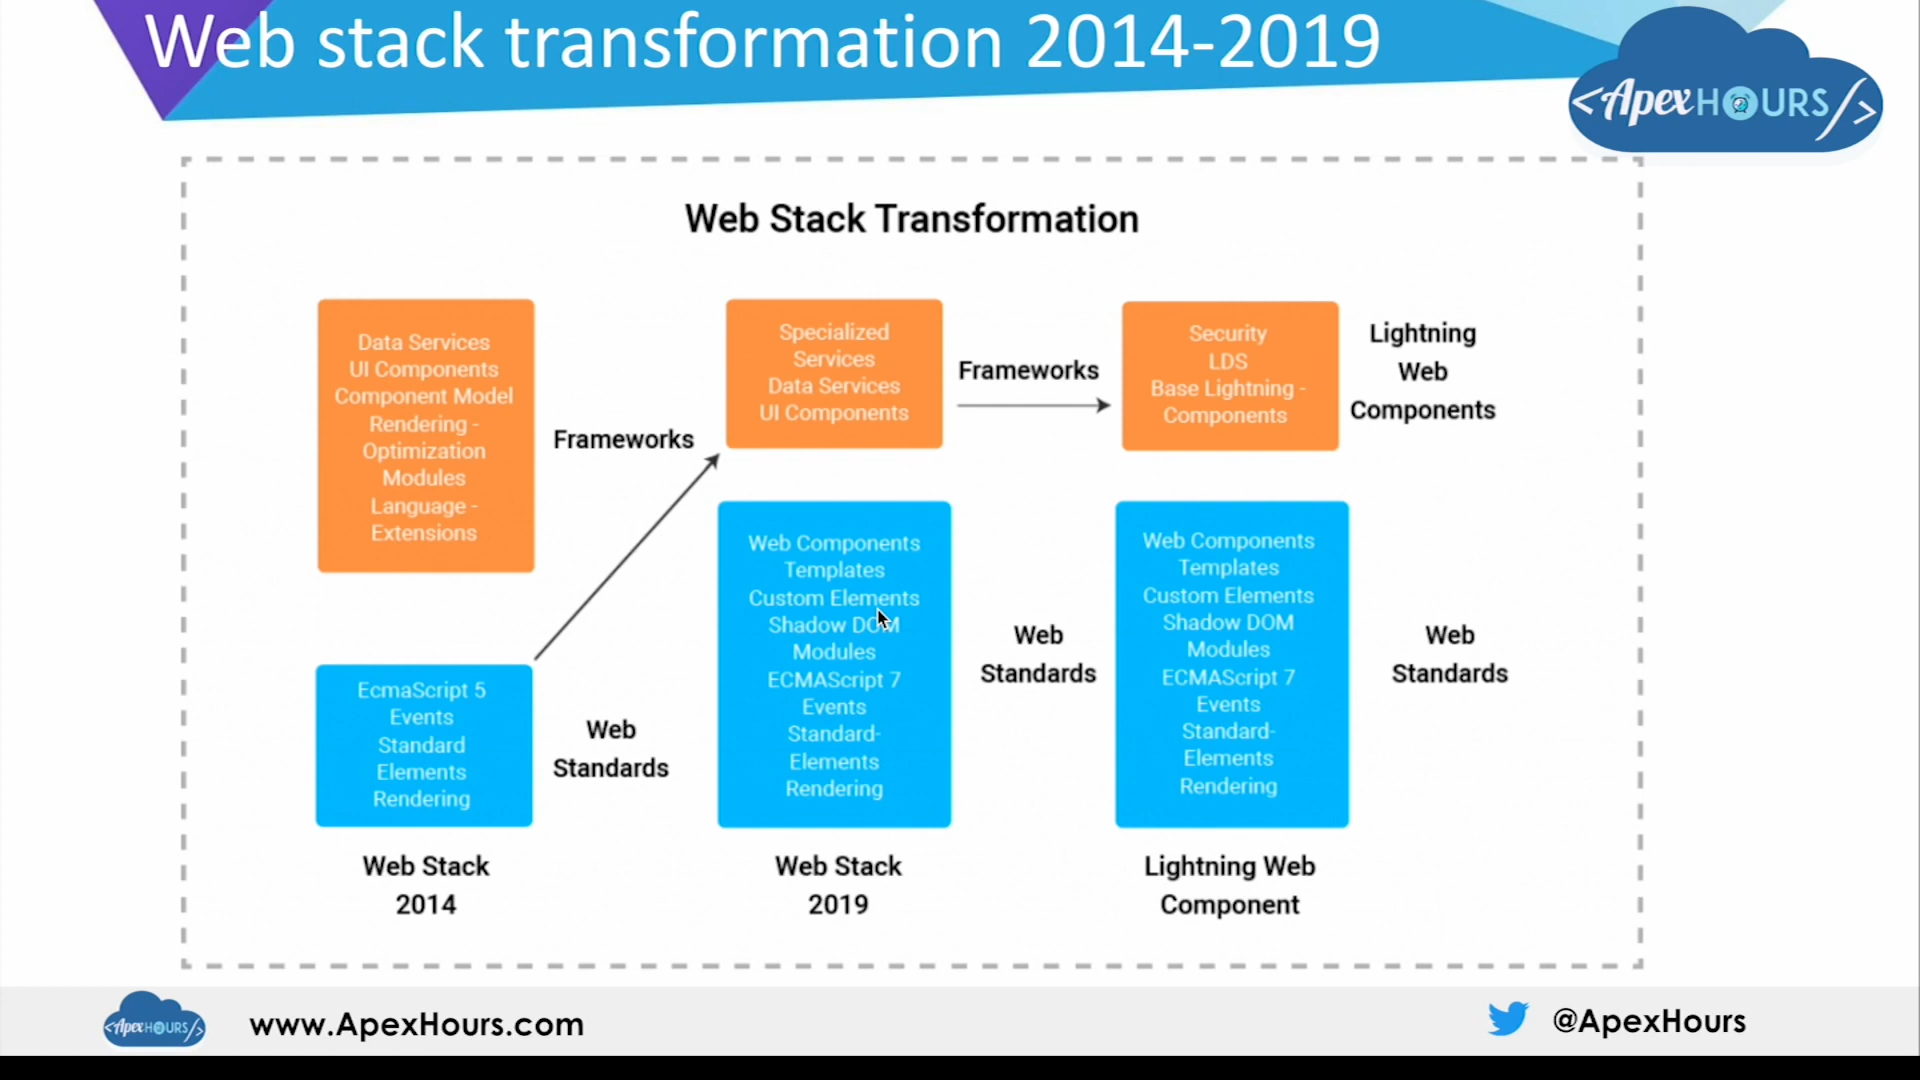 Web stack transformation 2014-2019
<ApexHOURS/>
Web Stack Transformation
Data Services
UI Components
Component Model
Rendering -
Optimization
Modules
Language -
Extensions
Frameworks
Specialized
Services
Data Services
UI Components
Frameworks
Security
LDS
Base Lightning -
Components
Lightning
Web
Components
EcmaScript 5
Events
Standard
Elements
Rendering
Web
Standards
Web Components
Templates
Custom Elements
Shadow DOM
Modules
ECMAScript 7
Events
Standard-
Elements
Rendering
Web
Standards
Web Components
Templates
Custom Elements
Shadow DOM
Modules
ECMAScript 7
Events
Standard-
Elements
Rendering
Web
Standards
Web Stack
2014
Web Stack
2019
Lightning Web
Component
<ApexHOURS/>
www.ApexHours.com
@ApexHours